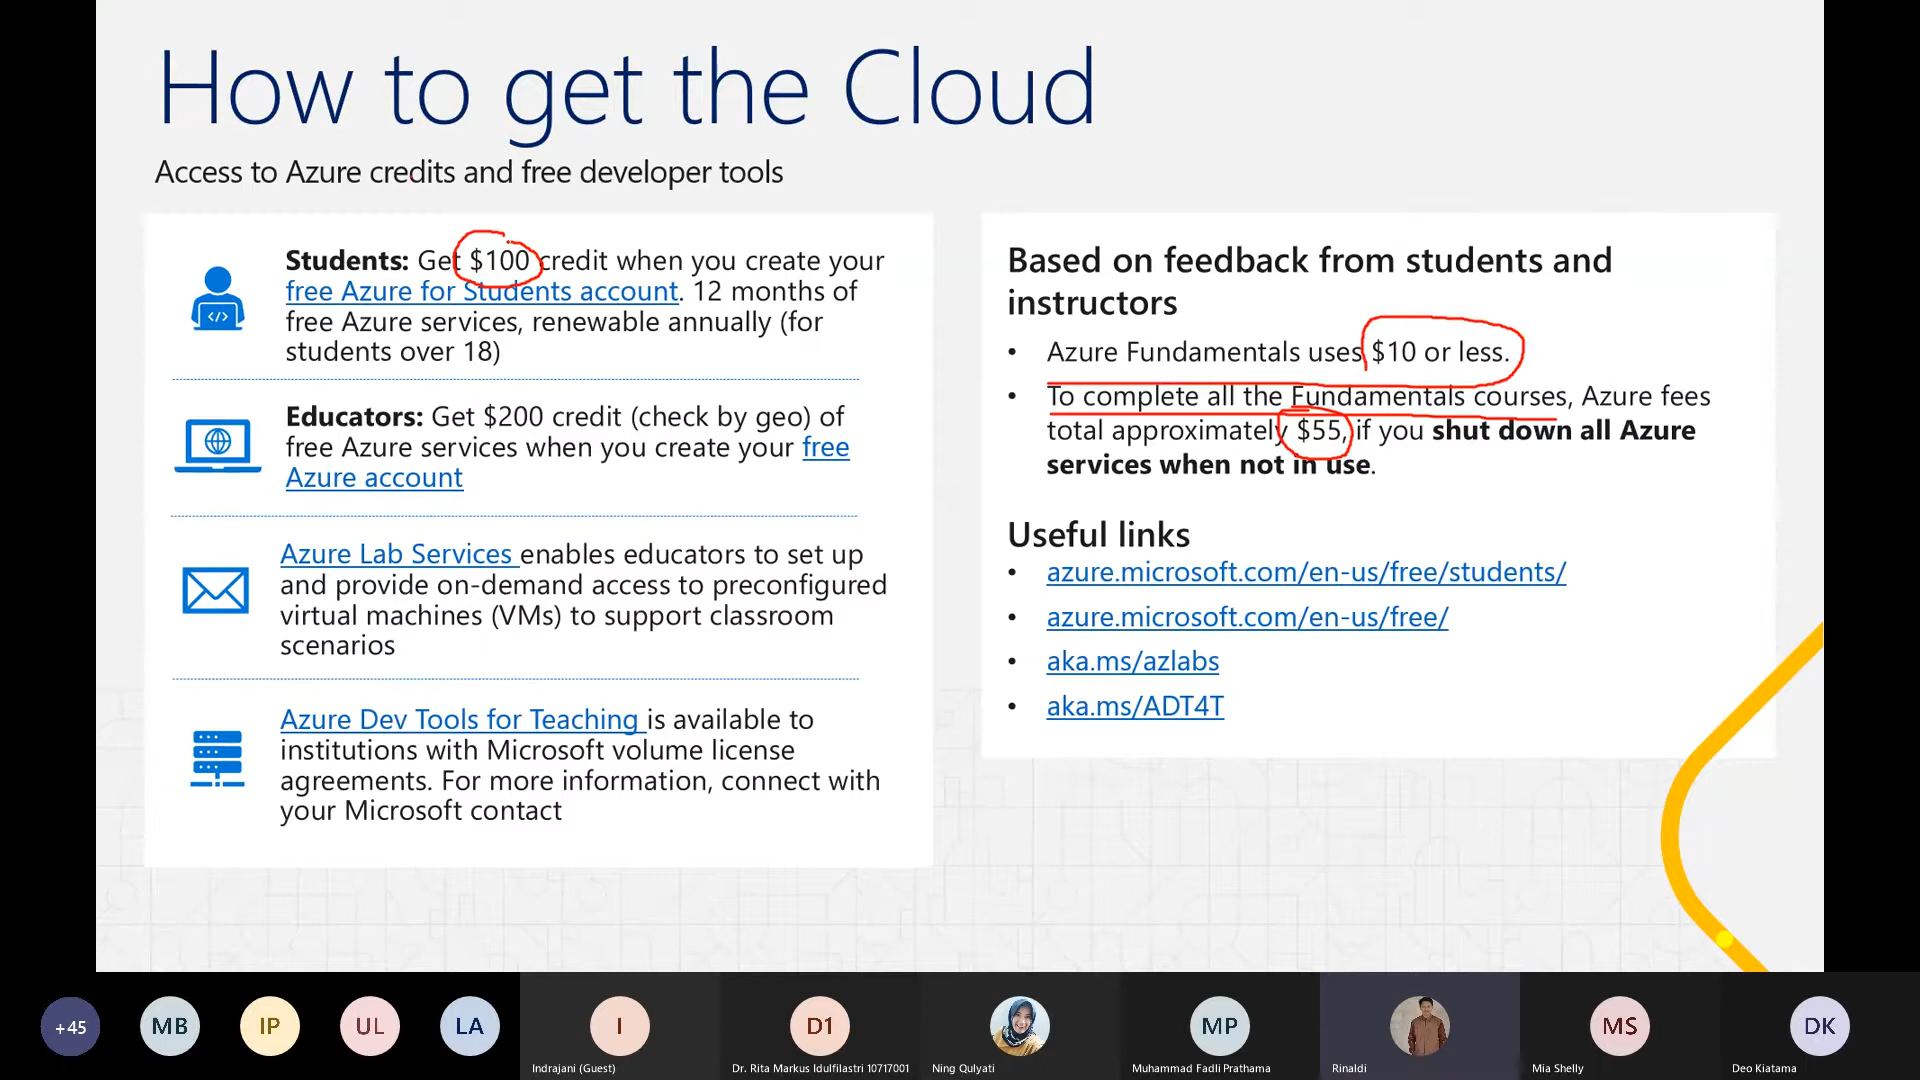 How to get the Cloud
Access to Azure credits and free developer tools
Students: Get $100 credit when you create your
free Azure for Students account. 12 months of
free Azure services, renewable annually (for
students over 18)
Educators: Get $200 credit (check by geo) of
free Azure services when you create your free
Azure account
Azure Lab Services enables educators to set up
and provide on-demand access to preconfigured
virtual machines (VMs) to support classroom
scenarios
Azure Dev Tools for Teaching is available to
institutions with Microsoft volume license
agreements. For more information, connect with
your Microsoft contact
Based on feedback from students and
instructors
• Azure Fundamentals uses $10 or less.
• To complete all the Fundamentals courses, Azure fees
total approximately $55, if you shut down all Azure
services when not in use.
Useful links
• azure.microsoft.com/en-us/free/students/
• azure.microsoft.com/en-us/free/
• aka.ms/azlabs
• aka.ms/ADT4T
+45
MB
IP
UL
LA
I
Indrajani (Guest)
D1
Dr. Rita Markus Idulfilastri 10717001
Ning Qulyati
MP
Muhammad Fadli Prathama
Rinaldi
MS
Mia Shelly
DK
Deo Kiatama